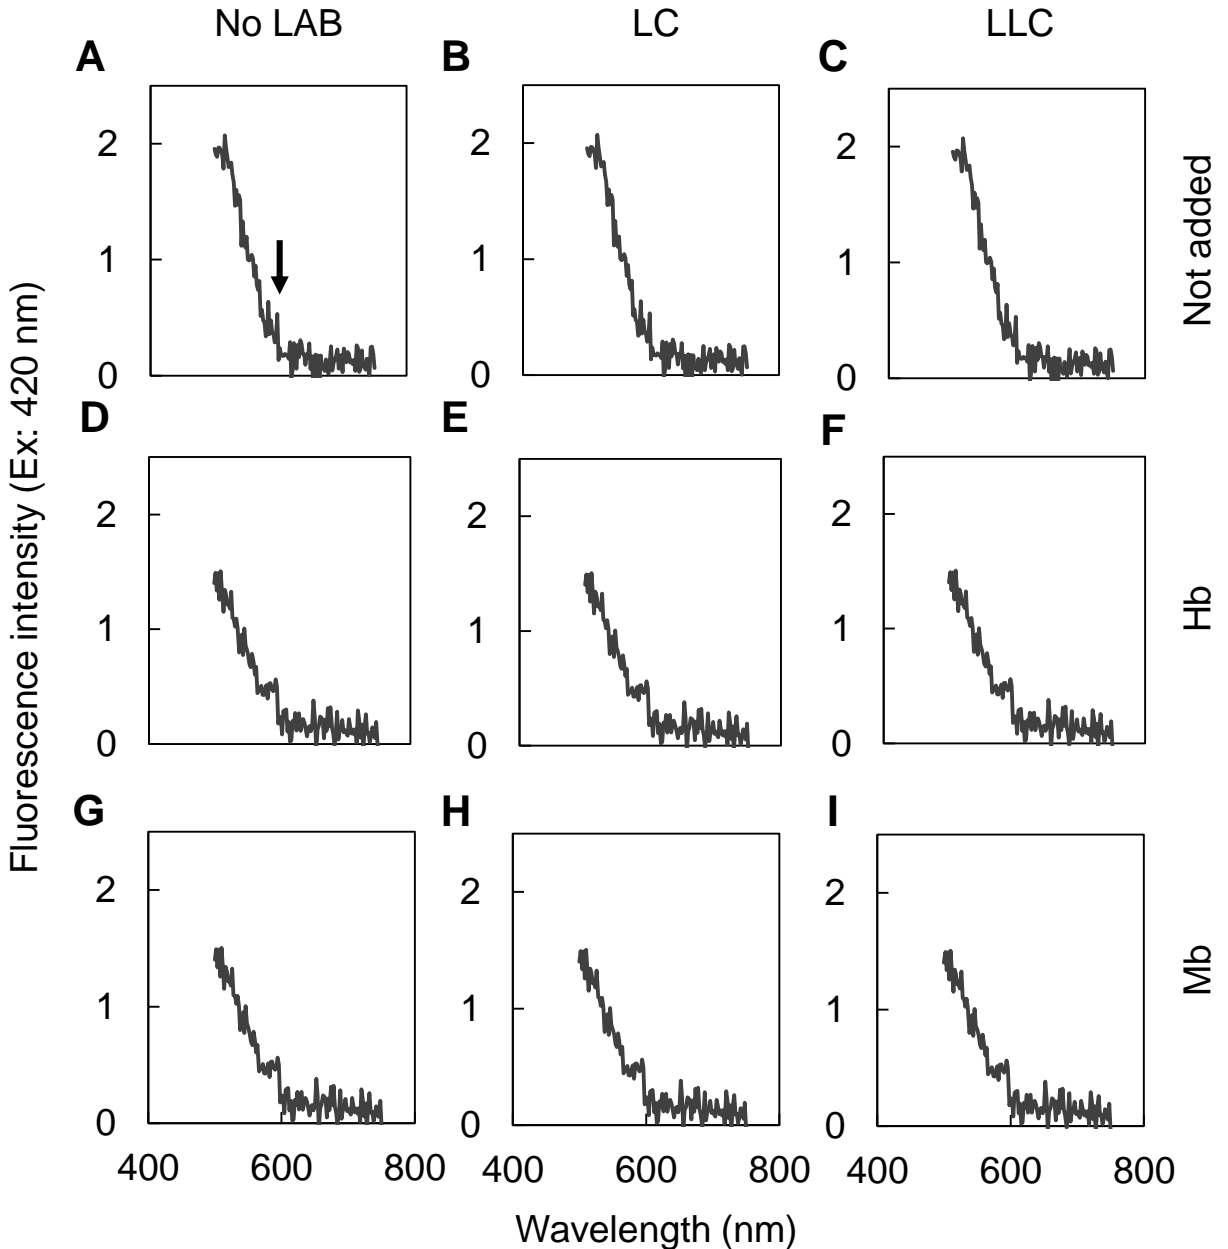 No LAB LC LLC
A B C
2 2 2
1 1 1
0 0 0
Not added
D E F
2 2 2
1 1 1
0 0 0
Hb
G H I
2 2 2
1 1 1
0 0 0
Mb
400 600 800 400 600 800 400 600 800
Wavelength (nm)
Fluorescence intensity (Ex: 420 nm)